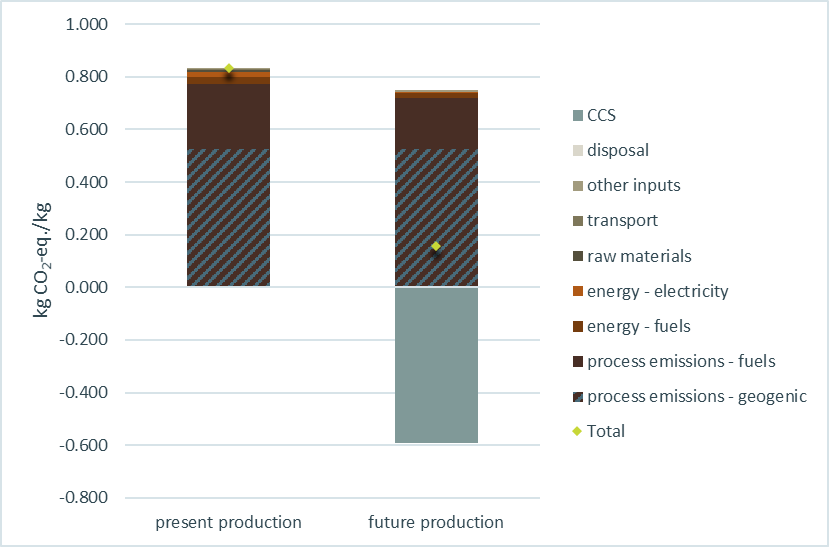 1.000
0.800
0.600
0.400
0.200
0.000
-0.200
-0.400
-0.600
-0.800
kg CO₂-eq./kg
present production
future production
CCS
disposal
other inputs
transport
raw materials
energy - electricity
energy - fuels
process emissions - fuels
process emissions - geogenic
Total